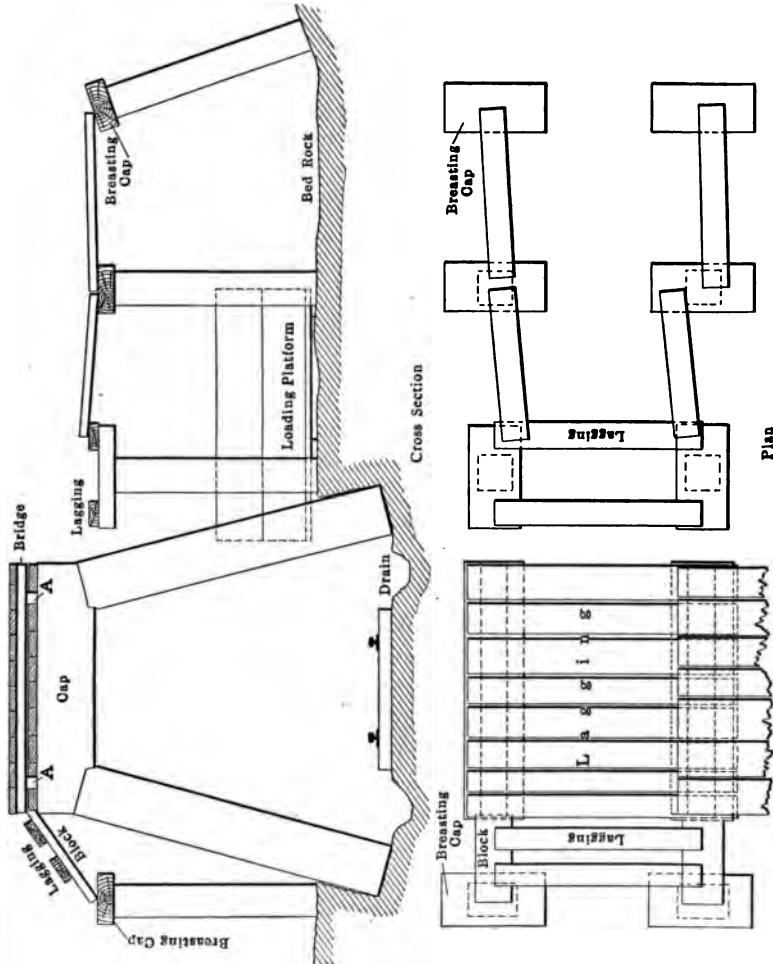 Breasting
Cap
Bed Rock
Loading Platform
Lagging
Cross Section
Bridge
A
A
Cap
Drain
Lagging
Block
Breasting Cap
Breasting
Cap
Lagging
Plan
Breasting
Cap
Block
Lagging
Lagging